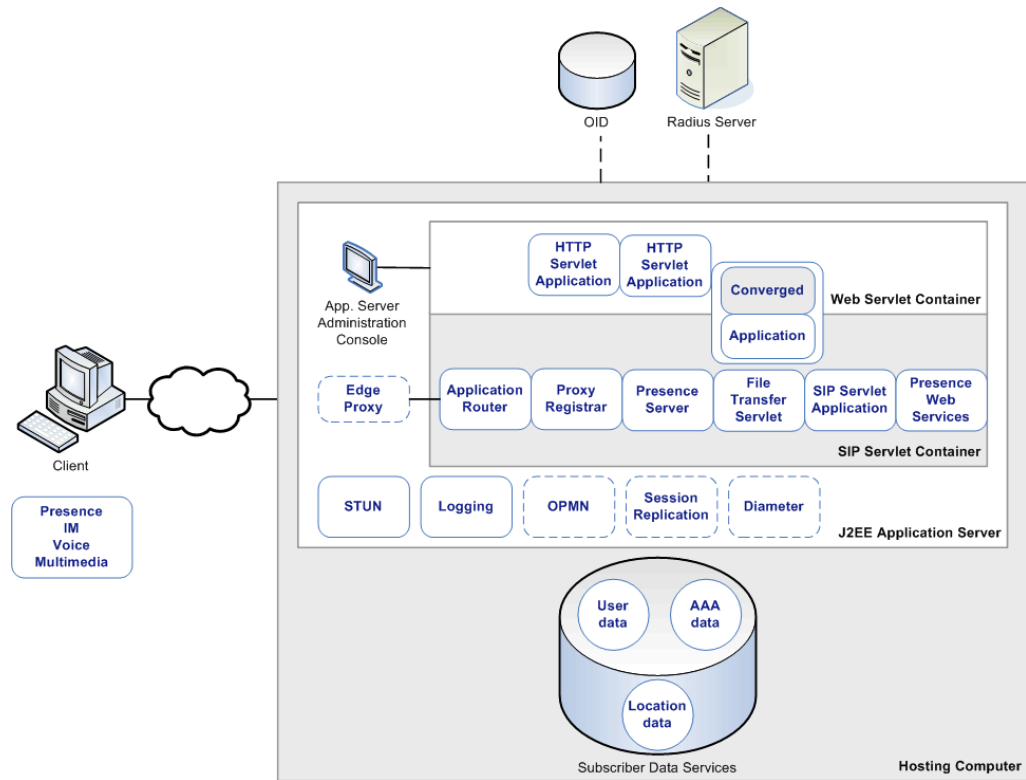 OID
Radius Server
HTTP
Servlet
Application
HTTP
Servlet
Application
Converged
Application
Web Servlet Container
App. Server
Administration
Console
Edge
Proxy
Application
Router
Proxy
Registrar
Presence
Server
File
Transfer
Servlet
SIP Servlet
Application
Presence
Web
Services
SIP Servlet Container
Client
Presence
IM
Voice
Multimedia
STUN
Logging
OPMN
Session
Replication
Diameter
J2EE Application Server
User
data
AAA
data
Location
data
Subscriber Data Services
Hosting Computer